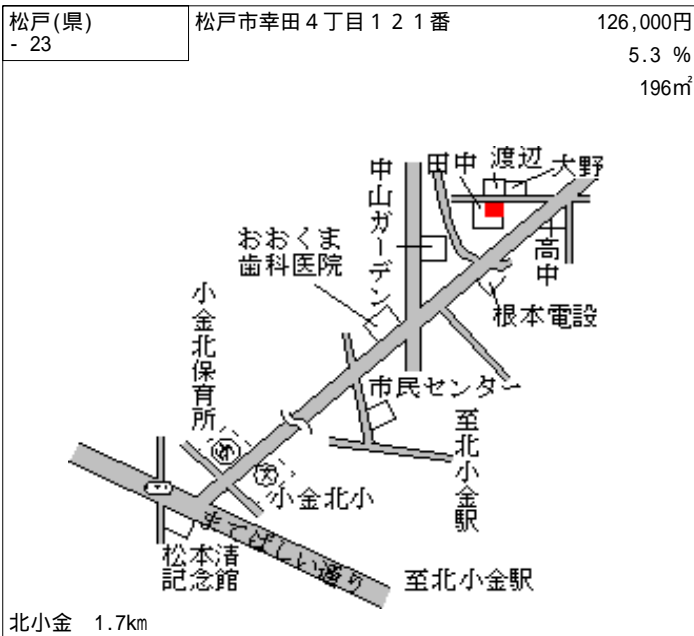 松戸(県)
- 23
松戸市幸田４丁目１２１番
126,000円
5.3 %
196㎡
田中
渡辺
大野
中山ガーデン
おおくま
歯科医院
高中
根本電設
小金北保育所
市民センター
至北小金駅
小金北小
まてばしい通り
松本清
記念館
至北小金駅
北小金 1.7km